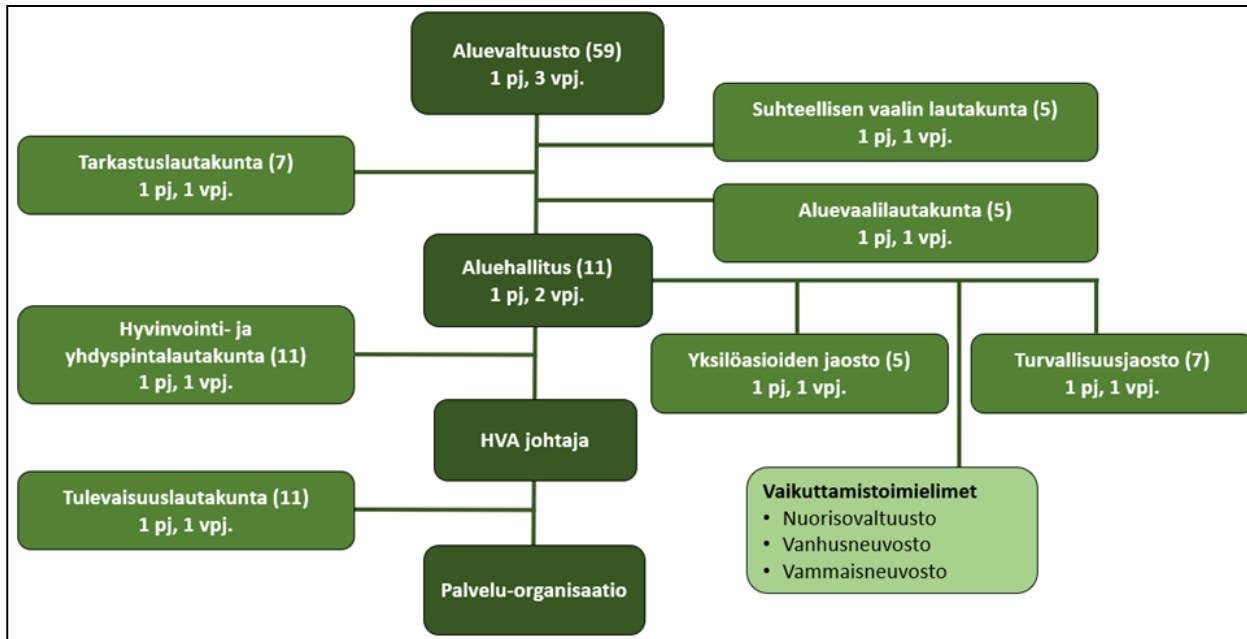 Aluevaltuusto (59)
1 pj, 3 vpj.
Suhteellisen vaalin lautakunta (5)
1 pj, 1 vpj.
Tarkastuslautakunta (7)
1 pj, 1 vpj.
Aluevaalilautakunta (5)
1 pj, 1 vpj.
Aluehallitus (11)
1 pj, 2 vpj.
Hyvinvointi- ja
yhdyspintalautakunta (11)
1 pj, 1 vpj.
Yksilöasioiden jaosto (5)
1 pj, 1 vpj.
Turvallisuusjaosto (7)
1 pj, 1 vpj.
HVA johtaja
Tulevaisuuslautakunta (11)
1 pj, 1 vpj.
Vaikuttamistoimielimet
• Nuorisovaltuusto
• Vanhusneuvosto
• Vammaisneuvosto
Palvelu-organisaatio